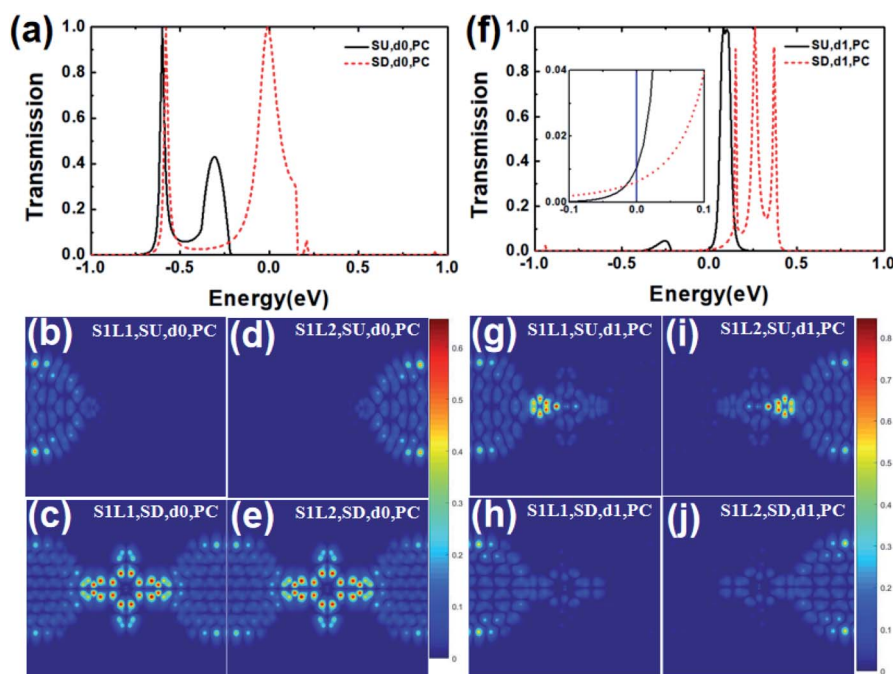 (a)
Transmission
1.0
0.8
0.6
0.4
0.2
0.0
SU,d0,PC
SD,d0,PC
-1.0
-0.5
0.0
0.5
1.0
Energy(eV)
(f)
Transmission
1.0
0.8
0.6
0.4
0.2
0.0
SU,d1,PC
SD,d1,PC
0.04
0.02
0.00
-0.1
0.0
0.1
-1.0
-0.5
0.0
0.5
1.0
Energy(eV)
(b)
S1L1,SU,d0,PC
(d)
S1L2,SU,d0,PC
(c)
S1L1,SD,d0,PC
(e)
S1L2,SD,d0,PC
0.6
0.5
0.4
0.3
0.2
0.1
0
(g)
S1L1,SU,d1,PC
(i)
S1L2,SU,d1,PC
(h)
S1L1,SD,d1,PC
(j)
S1L2,SD,d1,PC
0.8
0.7
0.6
0.5
0.4
0.3
0.2
0.1
0